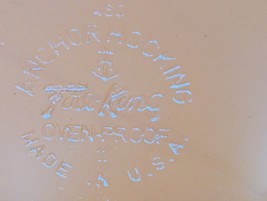 ANCHOR HOCKING
Fire-King
OVEN-PROOF
MADE IN U.S.A.